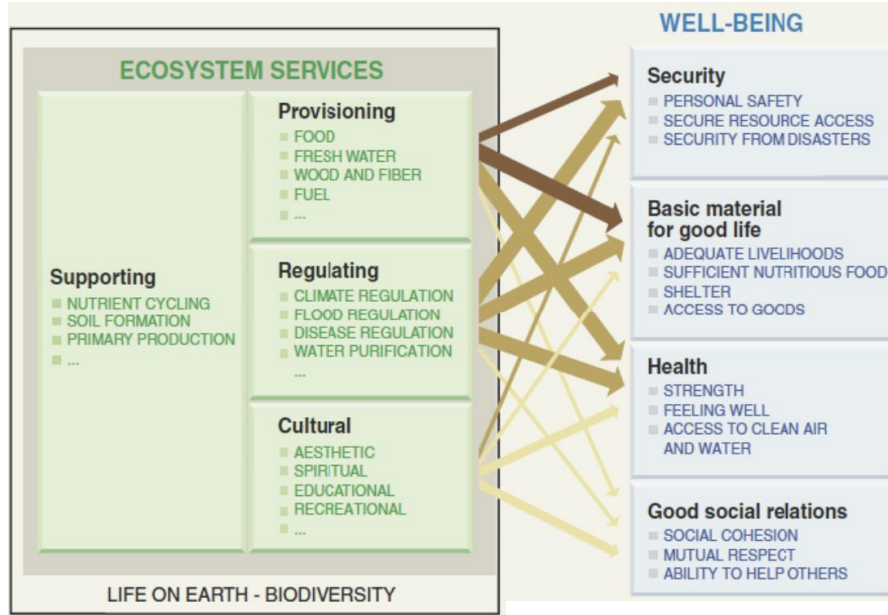 WELL-BEING
ECOSYSTEM SERVICES
Supporting
NUTRIENT CYCLING
SOIL FORMATION
PRIMARY PRODUCTION
...
Provisioning
FOOD
FRESH WATER
WOOD AND FIBER
FUEL
...
Regulating
CLIMATE REGULATION
FLOOD REGULATION
DISEASE REGULATION
WATER PURIFICATION
...
Cultural
AESTHETIC
SPIRITUAL
EDUCATIONAL
RECREATIONAL
...
LIFE ON EARTH - BIODIVERSITY
Security
PERSONAL SAFETY
SECURE RESOURCE ACCESS
SECURITY FROM DISASTERS
Basic material
for good life
ADEQUATE LIVELIHOODS
SUFFICIENT NUTRITIOUS FOOD
SHELTER
ACCESS TO GOODS
Health
STRENGTH
FEELING WELL
ACCESS TO CLEAN AIR
AND WATER
Good social relations
SOCIAL COHESION
MUTUAL RESPECT
ABILITY TO HELP OTHERS